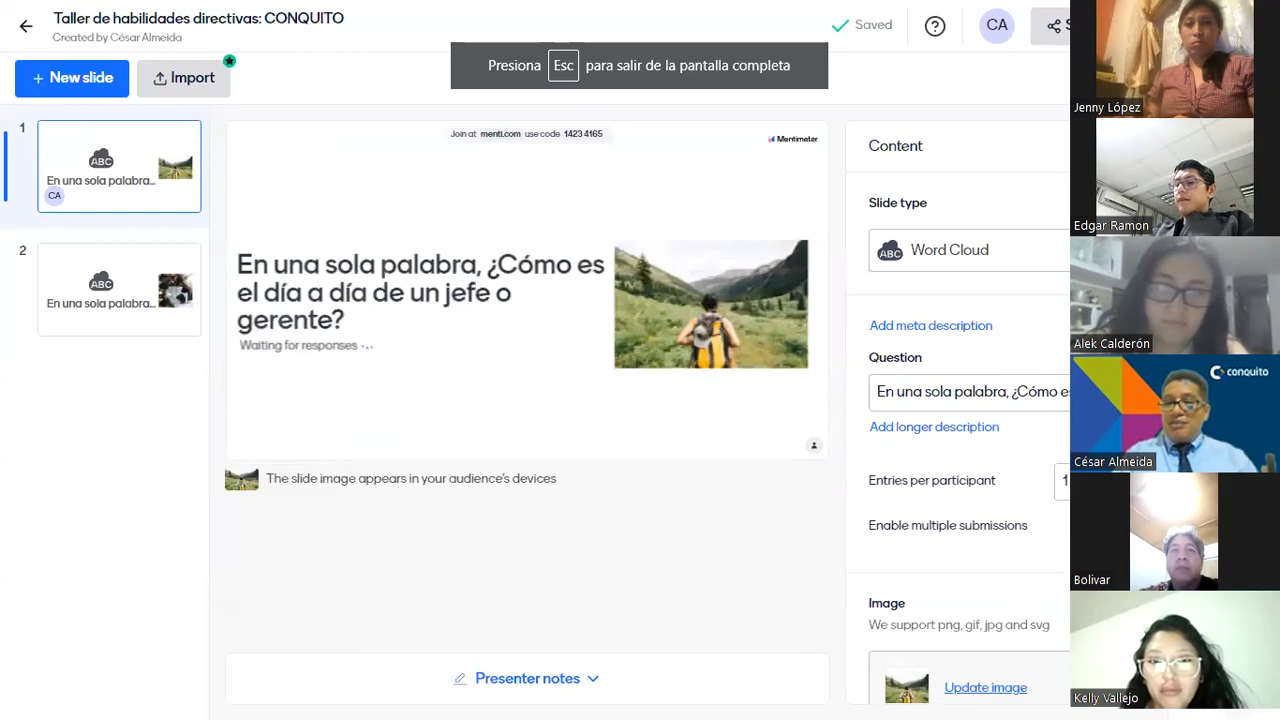 Taller de habilidades directivas: CONQUITO
Created by César Almeida
Saved
CA
+ New slide
Import
Presiona Esc para salir de la pantalla completa
1
ABC
En una sola palabra...
CA
2
ABC
En una sola palabra...
Join at menti.com use code 1423 4165
Mentimeter
En una sola palabra, ¿Cómo es
el día a día de un jefe o
gerente?
Waiting for responses
The slide image appears in your audience's devices
Presenter notes
Content
Slide type
ABC Word Cloud
Add meta description
Question
En una sola palabra, ¿Cómo es
Add longer description
Entries per participant
1
Enable multiple submissions
Image
We support png, gif, jpg and svg
Update image
Jenny López
Edgar Ramon
Alek Calderón
conquito
César Almeida
Bolivar
Kelly Vallejo